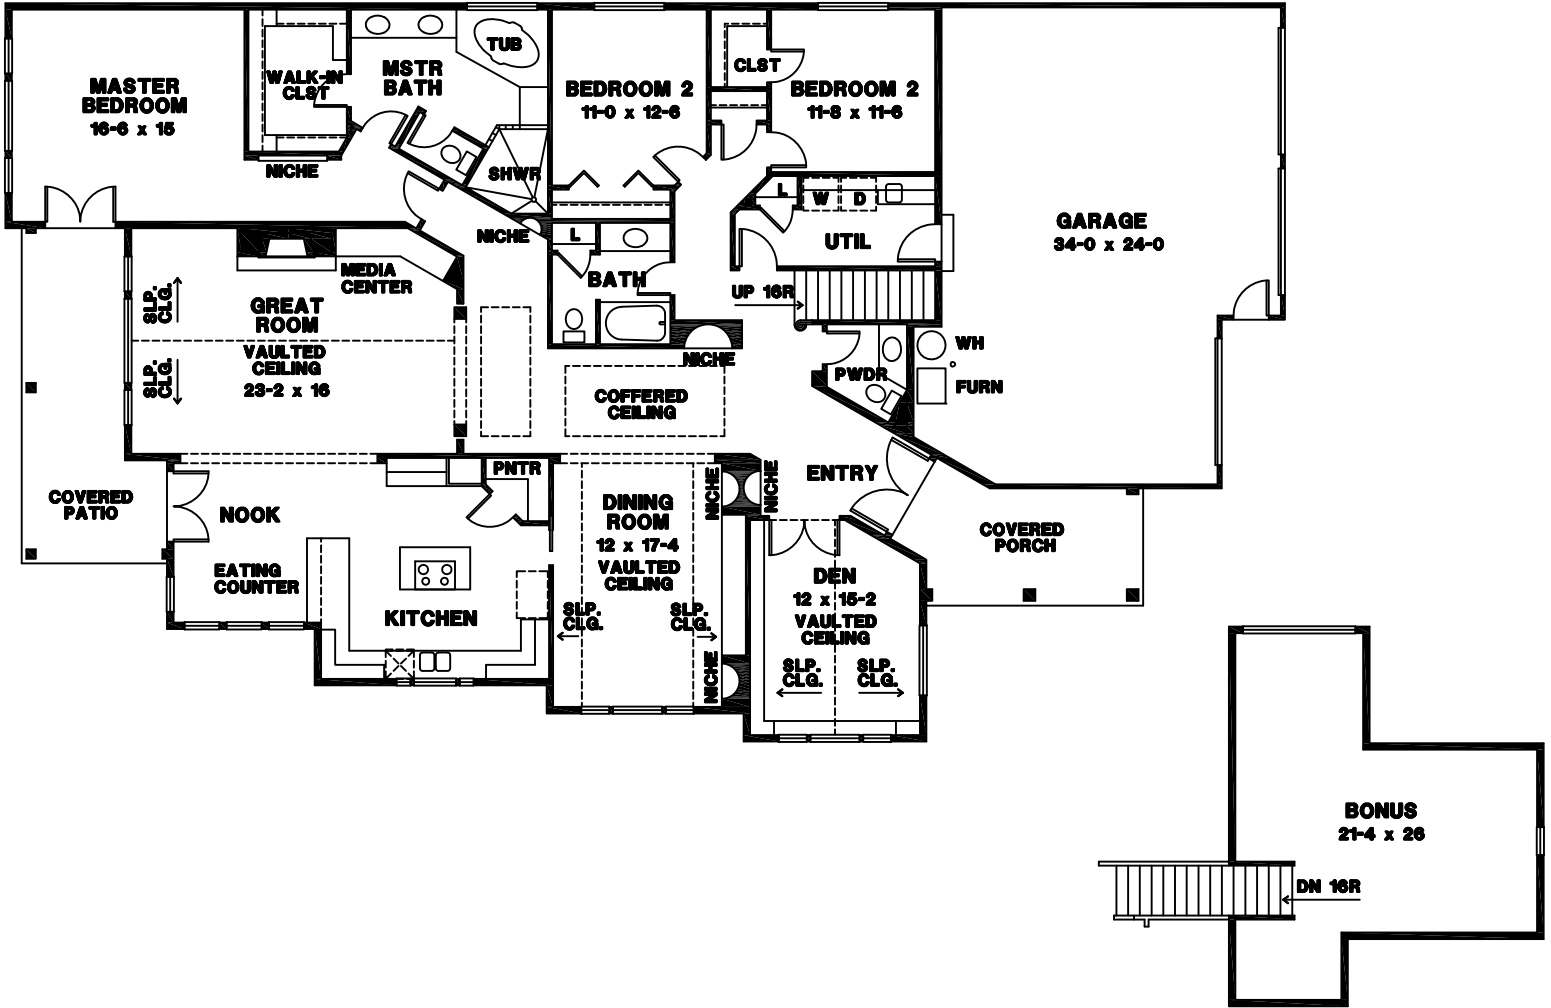 MASTER
BEDROOM
16-6 x 15
WALK-IN
CLST
NICHE
MSTR
BATH
TUB
SHWR
NICHE
BEDROOM 2
11-0 x 12-6
CLST
BEDROOM 2
11-8 x 11-6
L
W
D
UTIL
GARAGE
34-0 x 24-0
L
BATH
UP 16R
NICHE
MEDIA
CENTER
SLP.
CLG.
GREAT
ROOM
VAULTED
CEILING
23-2 x 16
SLP.
CLG.
COFFERED
CEILING
PWDR
WH
FURN
COVERED
PATIO
NOOK
PNTR
EATING
COUNTER
KITCHEN
DINING
ROOM
12 x 17-4
VAULTED
CEILING
SLP.
CLG.
SLP.
CLG.
NICHE
NICHE
NICHE
ENTRY
DEN
12 x 15-2
VAULTED
CEILING
SLP.
CLG.
SLP.
CLG.
COVERED
PORCH
BONUS
21-4 x 26
DN 16R